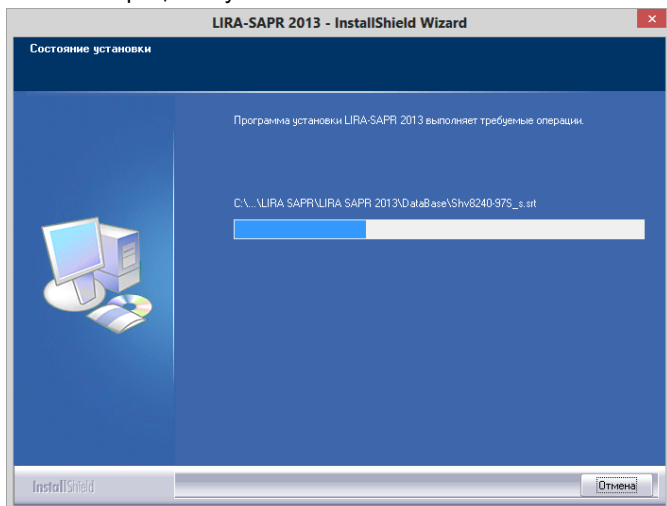 LIRA-SAPR 2013 - InstallShield Wizard
Состояние установки
Программа установки LIRA-SAPR 2013 выполняет требуемые операции.
C:\...\LIRA SAPR\LIRA SAPR 2013\DataBase\Shv8240-97S_s.srt
InstallShield
Отмена